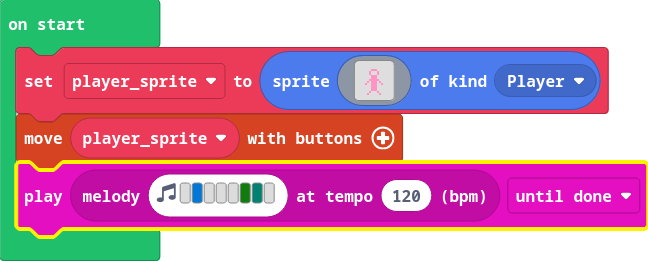 on start
set player_sprite to sprite of kind Player
move player_sprite with buttons
play melody at tempo 120 (bpm) until done